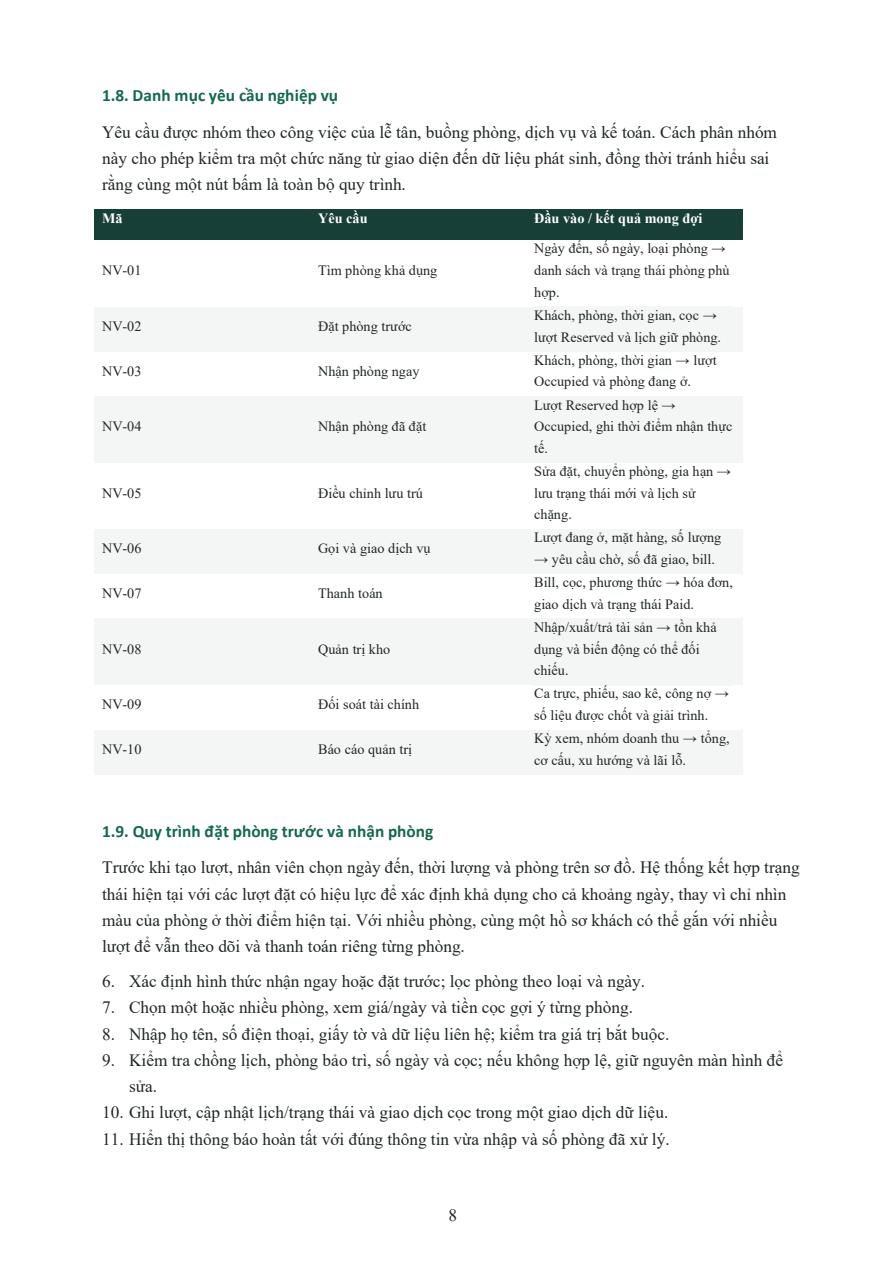 1.8. Danh mục yêu cầu nghiệp vụ
Yêu cầu được nhóm theo công việc của lễ tân, buồng phòng, dịch vụ và kế toán. Cách phân nhóm
này cho phép kiểm tra một chức năng từ giao diện đến dữ liệu phát sinh, đồng thời tránh hiểu sai
rằng cùng một nút bấm là toàn bộ quy trình.
Mã Yêu cầu Đầu vào / kết quả mong đợi
NV-01 Tìm phòng khả dụng Ngày đến, số ngày, loại phòng →
danh sách và trạng thái phòng phù
hợp.
NV-02 Đặt phòng trước Khách, phòng, thời gian, cọc →
lượt Reserved và lịch giữ phòng.
NV-03 Nhận phòng ngay Khách, phòng, thời gian → lượt
Occupied và phòng đang ở.
NV-04 Nhận phòng đã đặt Lượt Reserved hợp lệ →
Occupied, ghi thời điểm nhận thực
tế.
NV-05 Điều chỉnh lưu trú Sửa đặt, chuyển phòng, gia hạn →
lưu trạng thái mới và lịch sử
chặng.
NV-06 Gọi và giao dịch vụ Lượt đang ở, mặt hàng, số lượng
→ yêu cầu chờ, số đã giao, bill.
NV-07 Thanh toán Bill, cọc, phương thức → hóa đơn,
giao dịch và trạng thái Paid.
NV-08 Quản trị kho Nhập/xuất/trả tài sản → tồn khả
dụng và biến động có thể đối
chiếu.
NV-09 Đối soát tài chính Ca trực, phiếu, sao kê, công nợ →
số liệu được chốt và giải trình.
NV-10 Báo cáo quản trị Kỳ xem, nhóm doanh thu → tổng,
cơ cấu, xu hướng và lãi lỗ.
1.9. Quy trình đặt phòng trước và nhận phòng
Trước khi tạo lượt, nhân viên chọn ngày đến, thời lượng và phòng trên sơ đồ. Hệ thống kết hợp trạng
thái hiện tại với các lượt đặt có hiệu lực để xác định khả dụng cho cả khoảng ngày, thay vì chỉ nhìn
màu của phòng ở thời điểm hiện tại. Với nhiều phòng, cùng một hồ sơ khách có thể gắn với nhiều
lượt để vẫn theo dõi và thanh toán riêng từng phòng.
6. Xác định hình thức nhận ngay hoặc đặt trước; lọc phòng theo loại và ngày.
7. Chọn một hoặc nhiều phòng, xem giá/ngày và tiền cọc gợi ý từng phòng.
8. Nhập họ tên, số điện thoại, giấy tờ và dữ liệu liên hệ; kiểm tra giá trị bắt buộc.
9. Kiểm tra chồng lịch, phòng bảo trì, số ngày và cọc; nếu không hợp lệ, giữ nguyên màn hình để
sửa.
10. Ghi lượt, cập nhật lịch/trạng thái và giao dịch cọc trong một giao dịch dữ liệu.
11. Hiển thị thông báo hoàn tất với đúng thông tin vừa nhập và số phòng đã xử lý.
8